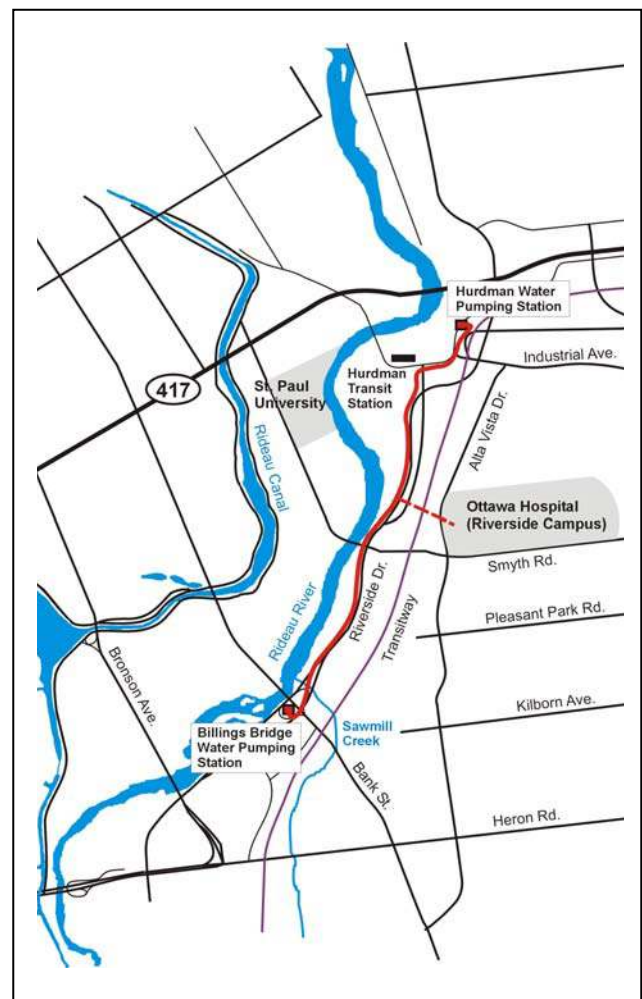 Hurdman Water
Pumping Station
Industrial Ave.
Hurdman
Transit
Station
St. Paul
University
417
Alta Vista Dr.
Rideau Canal
Ottawa Hospital
(Riverside Campus)
Smyth Rd.
Riverside Dr.
Rideau River
Transitway
Pleasant Park Rd.
Bronson Ave.
Kilborn Ave.
Billings Bridge
Water Pumping
Station
Sawmill
Creek
Bank St.
Heron Rd.